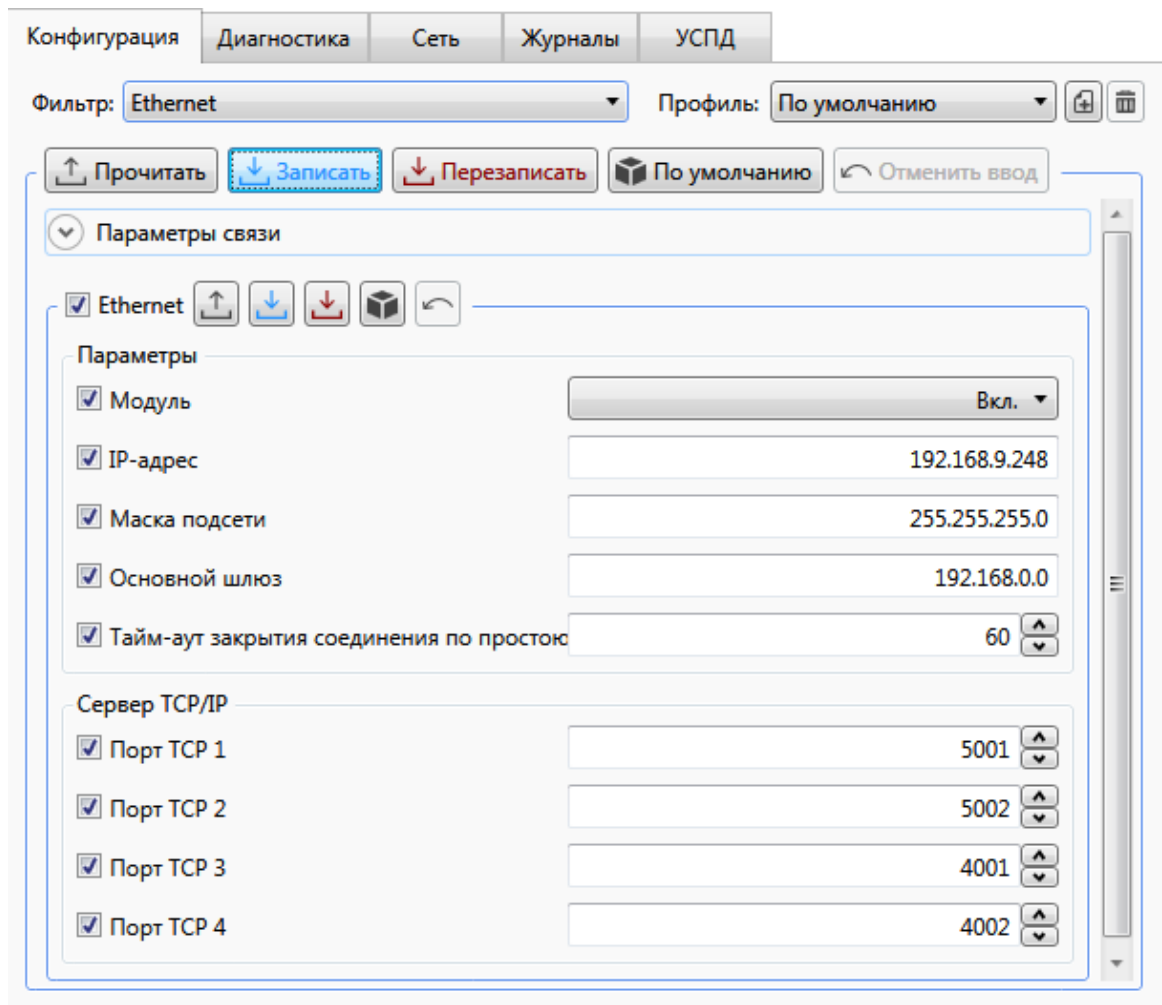 Конфигурация Диагностика Сеть Журналы УСПД
Фильтр: Ethernet Профиль: По умолчанию
Прочитать Записать Перезаписать По умолчанию Отменить ввод
Параметры связи
Ethernet
Параметры
Модуль Вкл.
IP-адрес 192.168.9.248
Маска подсети 255.255.255.0
Основной шлюз 192.168.0.0
Тайм-аут закрытия соединения по простою 60
Сервер TCP/IP
Порт TCP 1 5001
Порт TCP 2 5002
Порт TCP 3 4001
Порт TCP 4 4002